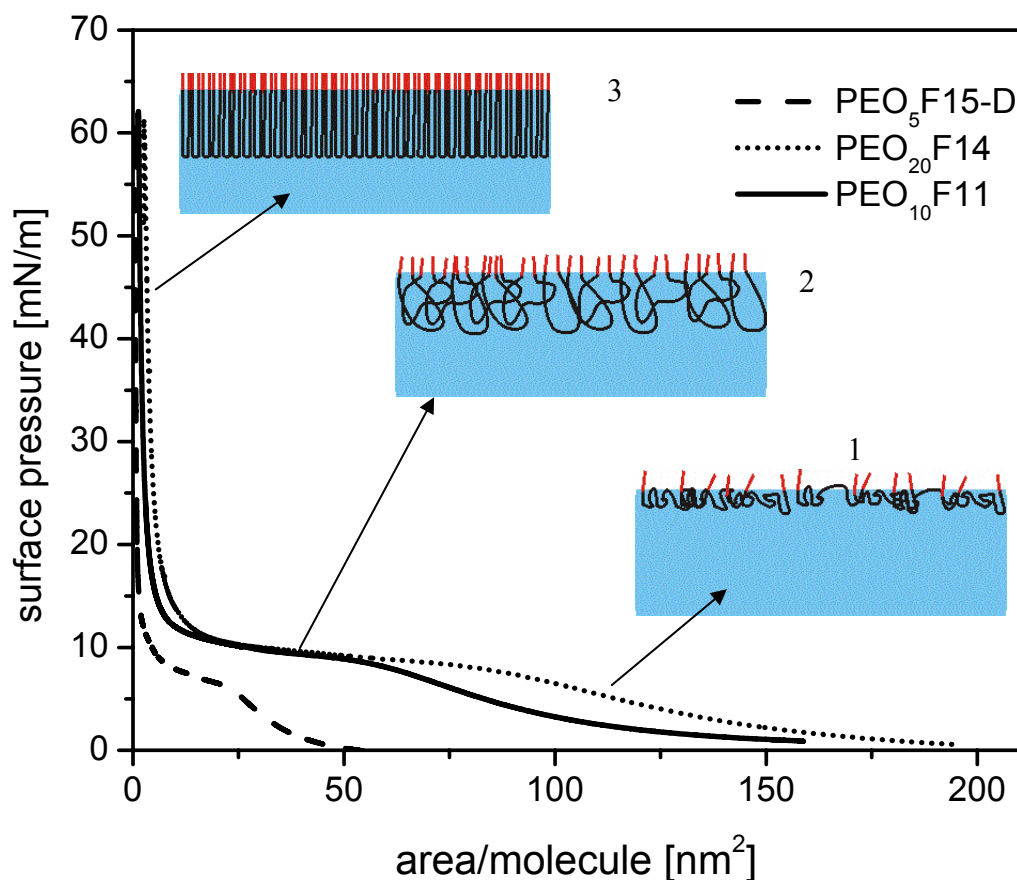 70
60
50
40
30
20
10
0
surface pressure [mN/m]
3
2
1
PEO₅F15-D
PEO₂₀F14
PEO₁₀F11
0 50 100 150 200
area/molecule [nm²]